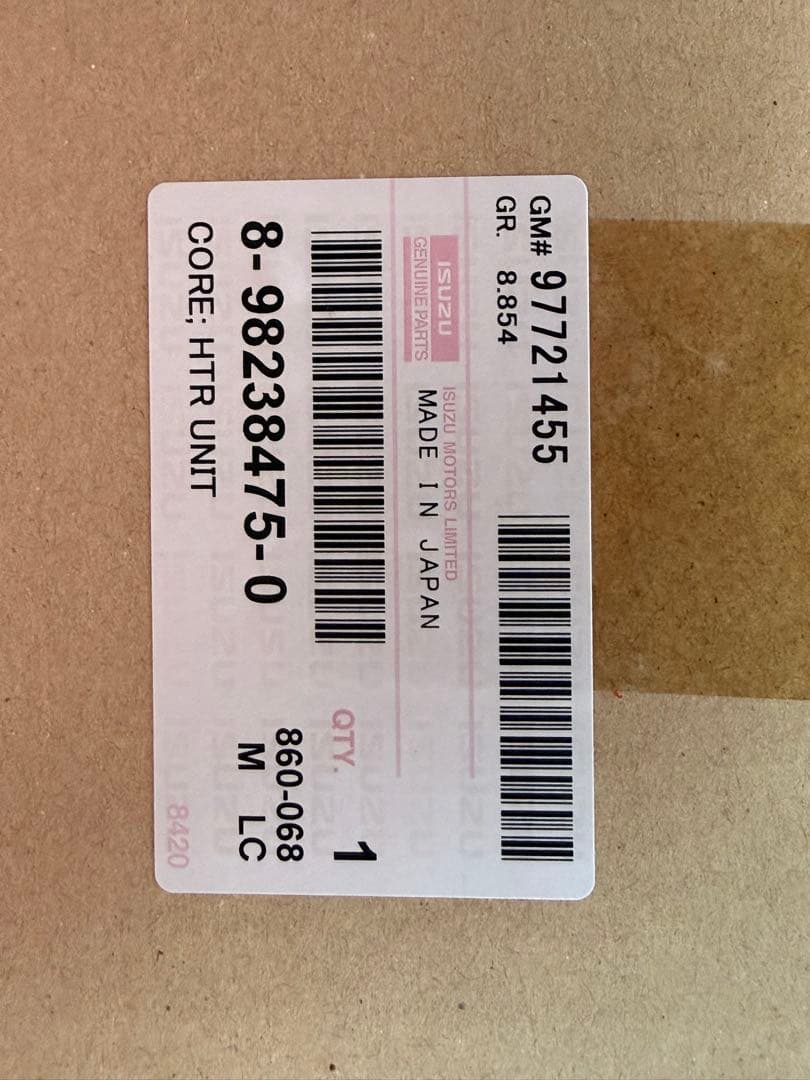 GM# 97721455
GR. 8.854
ISUZU
GENUINE PARTS
ISUZU MOTORS LIMITED
MADE IN JAPAN
QTY. 1
8-98238475-0
860-068
CORE; HTR UNIT
M LC
8420